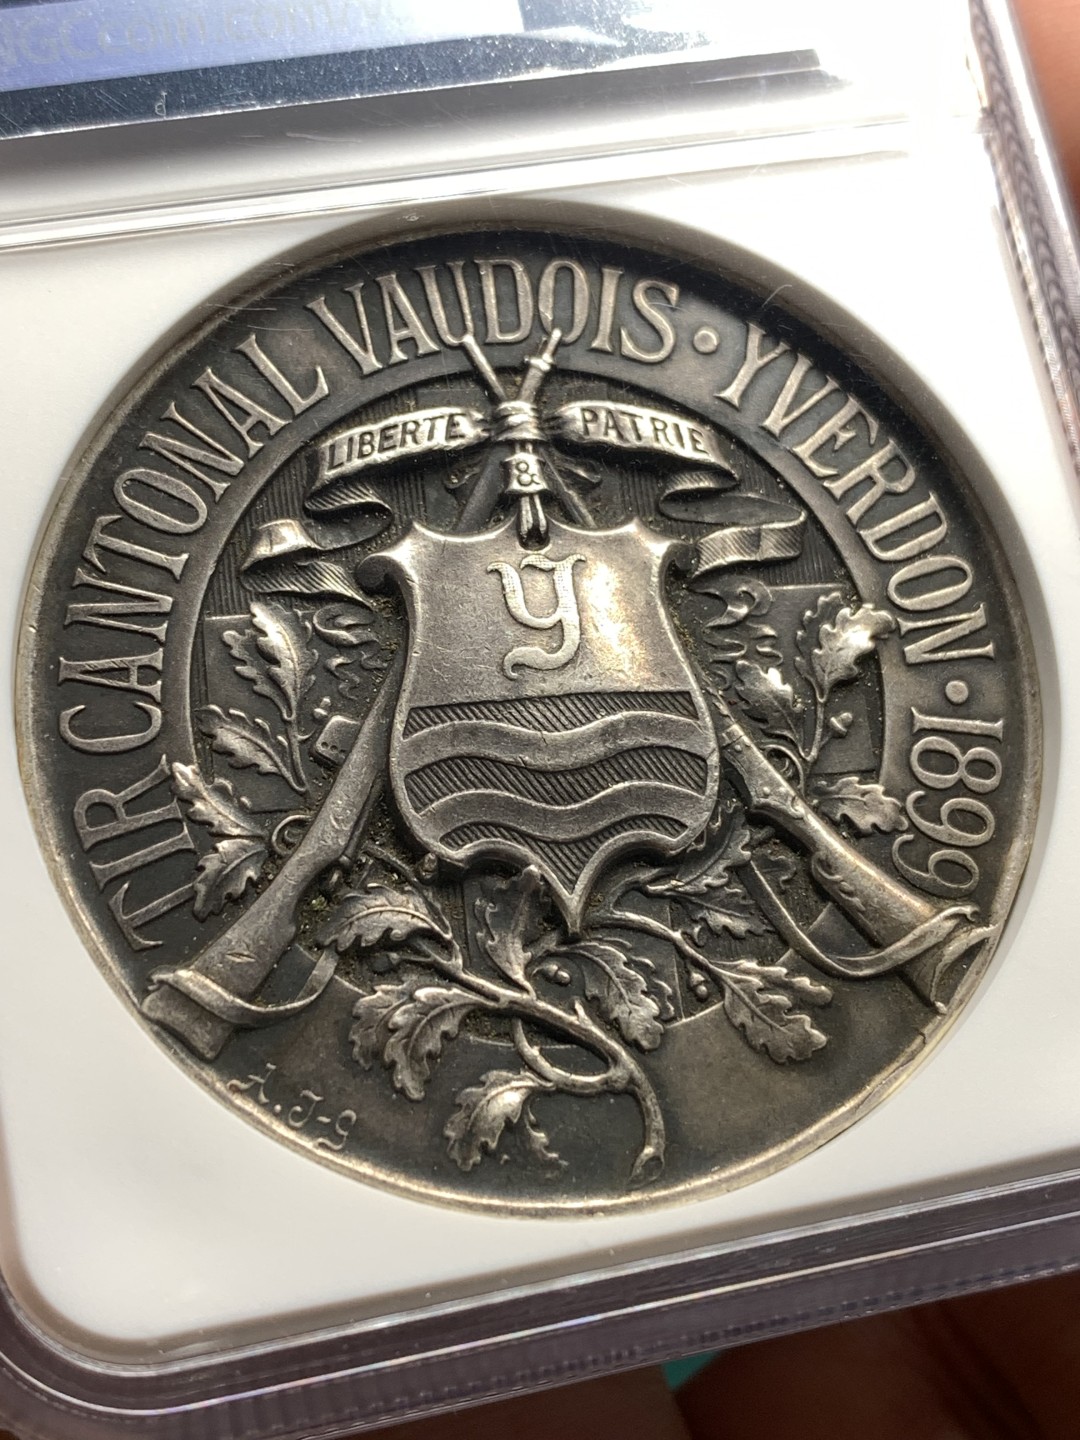 TIR CANTONAL VAUDOIS · YVERDON · 1899
LIBERTE & PATRIE
Y
A. J-G